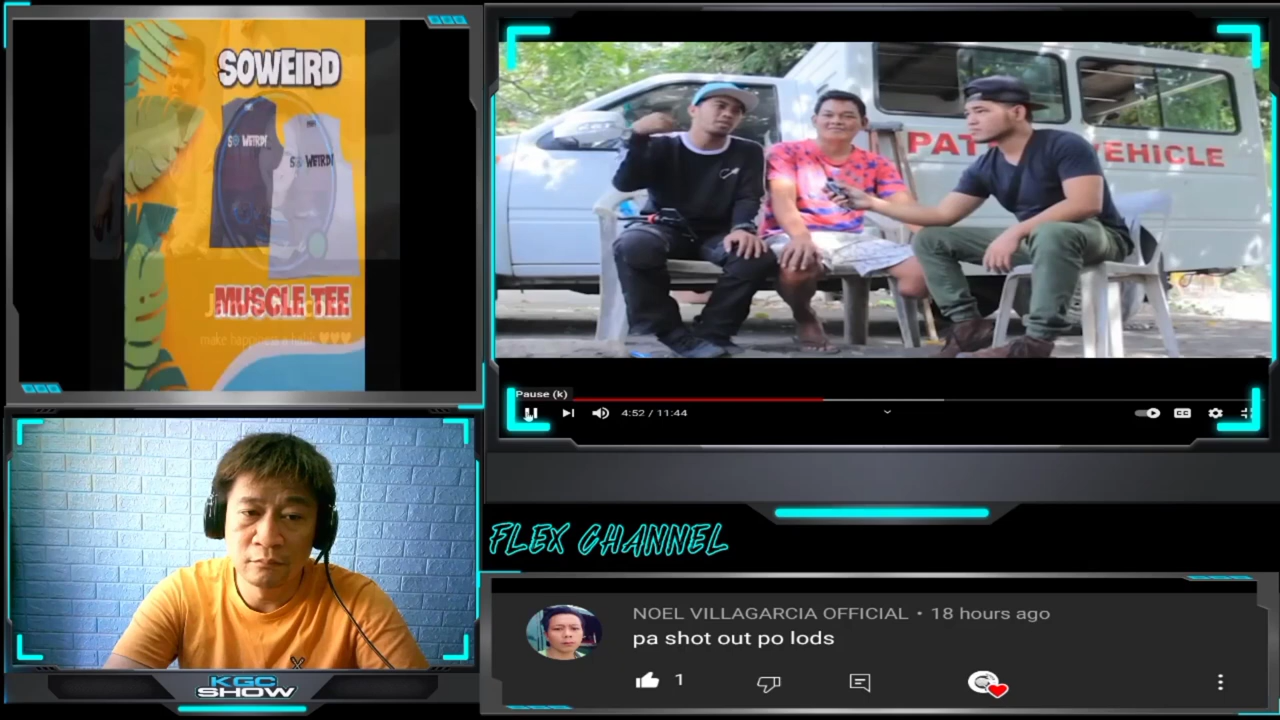 SOWEIRD
SO WEIRD!
SO WEIRD!
MUSCLE TEE
make happiness a habit
PAT
VEHICLE
Pause (k)
4:52 / 11:44
CC
FLEX CHANNEL
NOEL VILLAGARCIA OFFICIAL • 18 hours ago
pa shot out po lods
1
KGC
SHOW